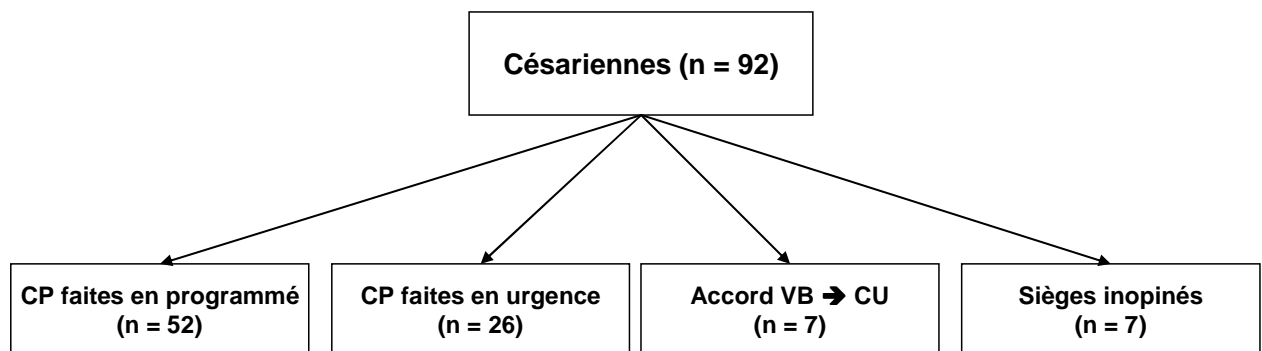 Césariennes (n = 92)
CP faites en programmé
(n = 52)
CP faites en urgence
(n = 26)
Accord VB ➔ CU
(n = 7)
Sièges inopinés
(n = 7)